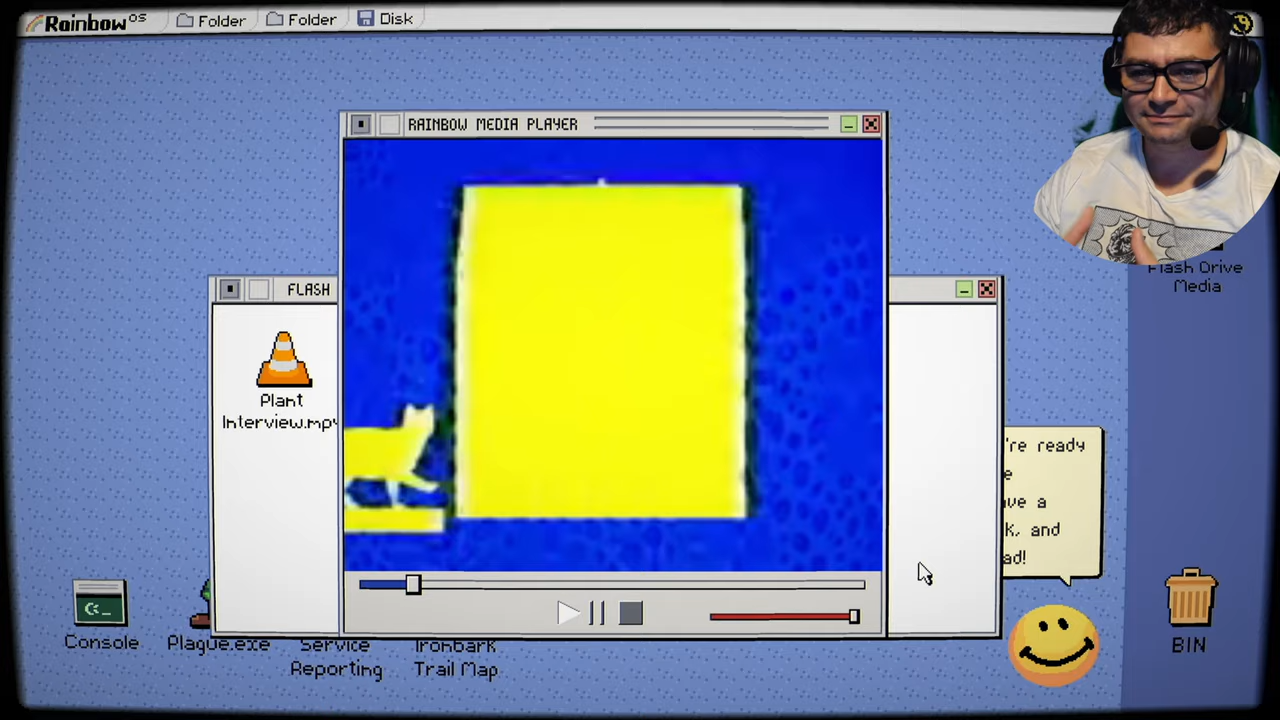 Rainbow OS
Folder
Folder
Disk
RAINBOW MEDIA PLAYER
FLASH
Plant
Interview.mp4
Flash Drive
Media
're ready
e
ve a
k, and
ad!
Console
Plague.exe
Service
Reporting
Ironbark
Trail Map
BIN